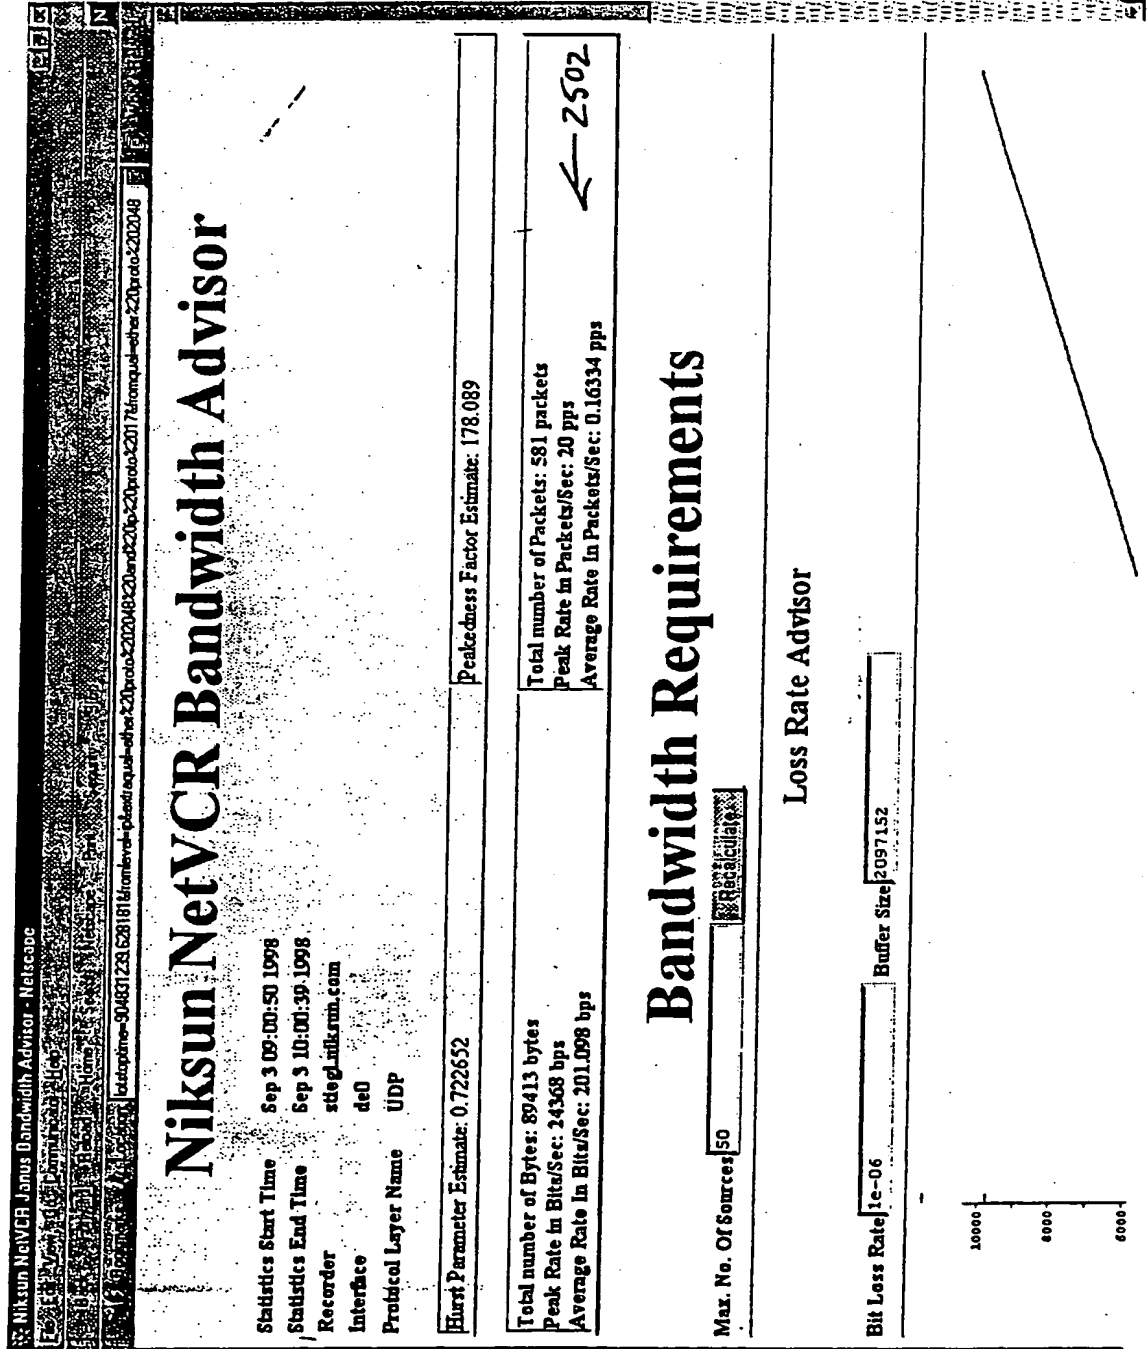 Niksun NetVCR Janus Bandwidth Advisor - Netscape
Niksun NetVCR Bandwidth Advisor
Statistics Start Time Sep 3 09:00:50 1998
Statistics End Time Sep 3 10:00:39 1998
Recorder stiegl.niksun.com
Interface de0
Protocol Layer Name UDP
Hurst Parameter Estimate: 0.722652
Peakedness Factor Estimate: 178.089
Total number of Bytes: 89413 bytes
Peak Rate in Bits/Sec: 24368 bps
Average Rate In Bits/Sec: 201.098 bps
Total number of Packets: 581 packets
Peak Rate in Packets/Sec: 20 pps
Average Rate In Packets/Sec: 0.16334 pps
← 2502
Bandwidth Requirements
Max. No. Of Sources 50 Recalculate
Loss Rate Advisor
Bit Loss Rate 1e-06 Buffer Size 2097152
10000
8000
6000